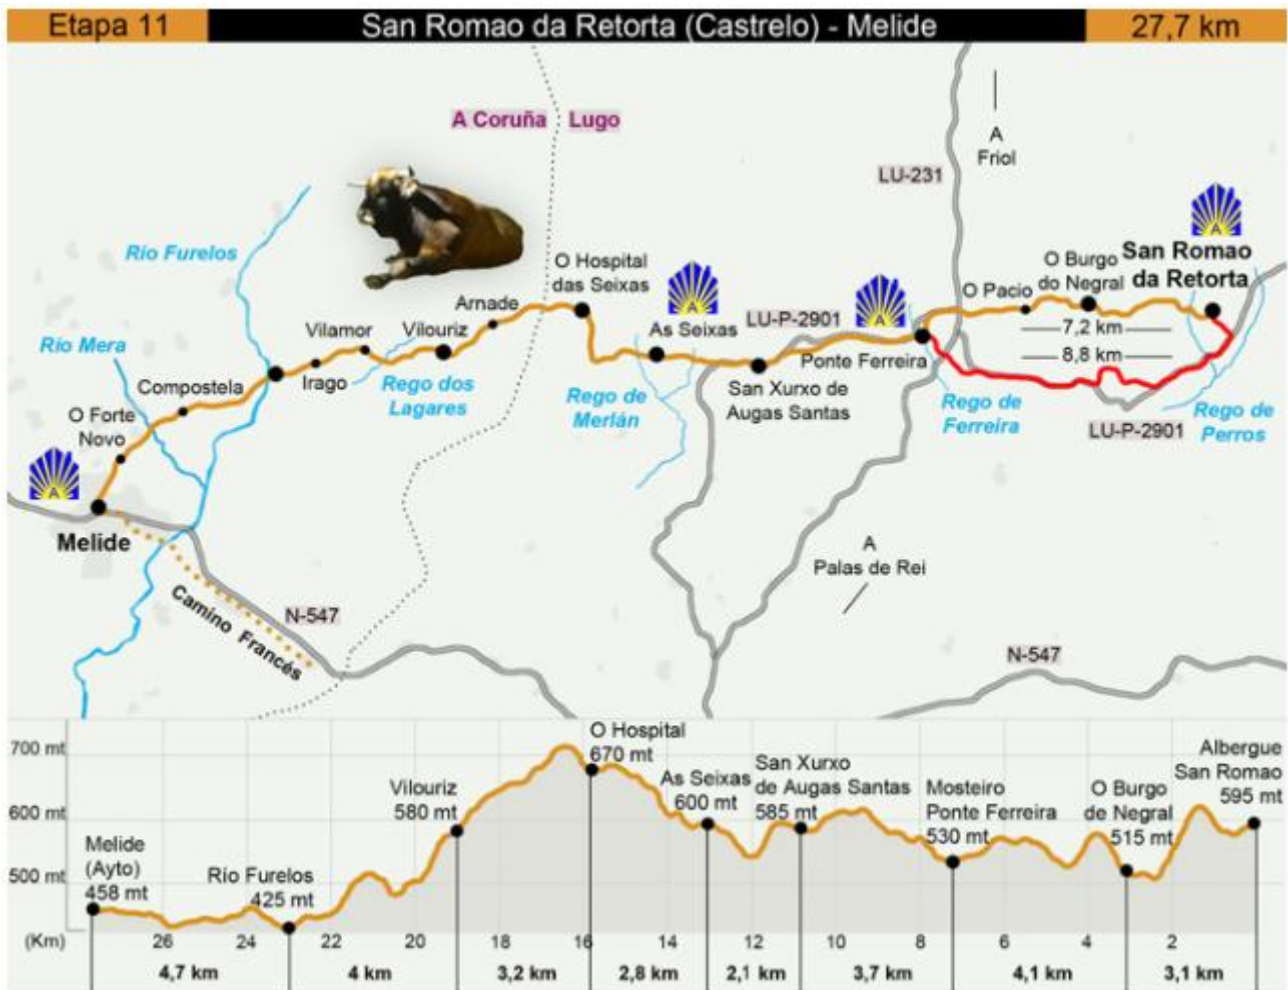 Etapa 11
San Romao da Retorta (Castrelo) - Melide
27,7 km
A Coruña
Lugo
A
Friol
LU-231
A
Río Furelos
O Hospital
das Seixas
A
O Burgo
do Negral
San Romao
da Retorta
O Pacio
Arnade
LU-P-2901
A
As Seixas
7,2 km
Vilamor
Vilouriz
Río Mera
8,8 km
Ponte Ferreira
Compostela
Irago
Rego dos
Lagares
Rego de
Merlán
San Xurxo de
Augas Santas
Rego de
Ferreira
Rego de
Perros
LU-P-2901
O Forte
Novo
A
Melide
A
Palas de Rei
Camino Francés
N-547
N-547
700 mt
600 mt
500 mt
(Km)
Melide
(Ayto)
458 mt
Río Furelos
425 mt
Vilouriz
580 mt
O Hospital
670 mt
As Seixas
600 mt
San Xurxo
de Augas Santas
585 mt
Mosteiro
Ponte Ferreira
530 mt
O Burgo
de Negral
515 mt
Albergue
San Romao
595 mt
26 24 22 20 18 16 14 12 10 8 6 4 2
4,7 km 4 km 3,2 km 2,8 km 2,1 km 3,7 km 4,1 km 3,1 km